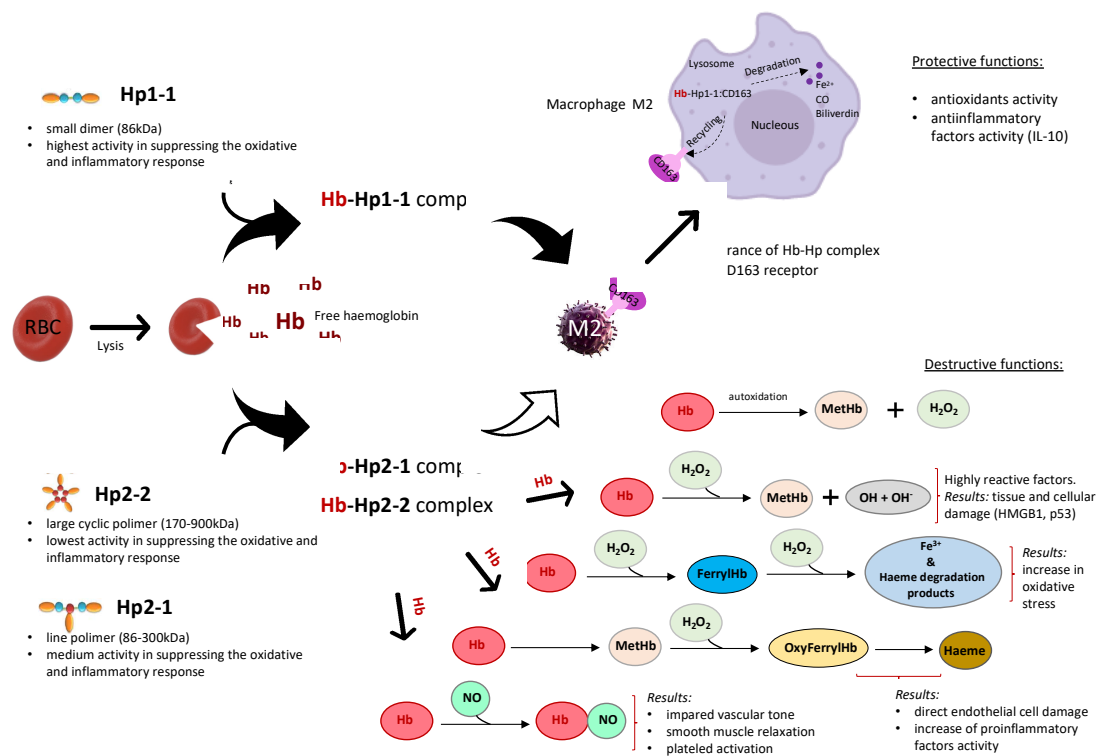 Hp1-1
• small dimer (86kDa)
• highest activity in suppressing the oxidative
and inflammatory response
Macrophage M2
Lysosome
Degradation
Hb-Hp1-1:CD163
Fe²⁺
CO
Biliverdin
Nucleous
Recycling
CD163
Protective functions:
• antioxidants activity
• antiinflammatory
factors activity (IL-10)
Hb-Hp1-1 comp
rance of Hb-Hp complex
D163 receptor
RBC
Lysis
Hb
Hb
Hb
Hb
Hb
Hb
Free haemoglobin
CD163
M2
Hp2-2
• large cyclic polimer (170-900kDa)
• lowest activity in suppressing the oxidative and
inflammatory response
Hp2-1
• line polimer (86-300kDa)
• medium activity in suppressing the oxidative
and inflammatory response
b-Hp2-1 comp
Hb-Hp2-2 complex
Hb
Hb
Hb
Destructive functions:
Hb
autoxidation
MetHb
+
H₂O₂
Hb
H₂O₂
MetHb
+
OH + OH⁻
Highly reactive factors.
Results: tissue and cellular
damage (HMGB1, p53)
Hb
H₂O₂
FerrylHb
H₂O₂
Fe³⁺
&
Haeme degradation
products
Results:
increase in
oxidative
stress
Hb
MetHb
H₂O₂
OxyFerrylHb
Haeme
Results:
• direct endothelial cell damage
• increase of proinflammatory
factors activity
Hb
NO
Hb
NO
Results:
• impared vascular tone
• smooth muscle relaxation
• plateled activation